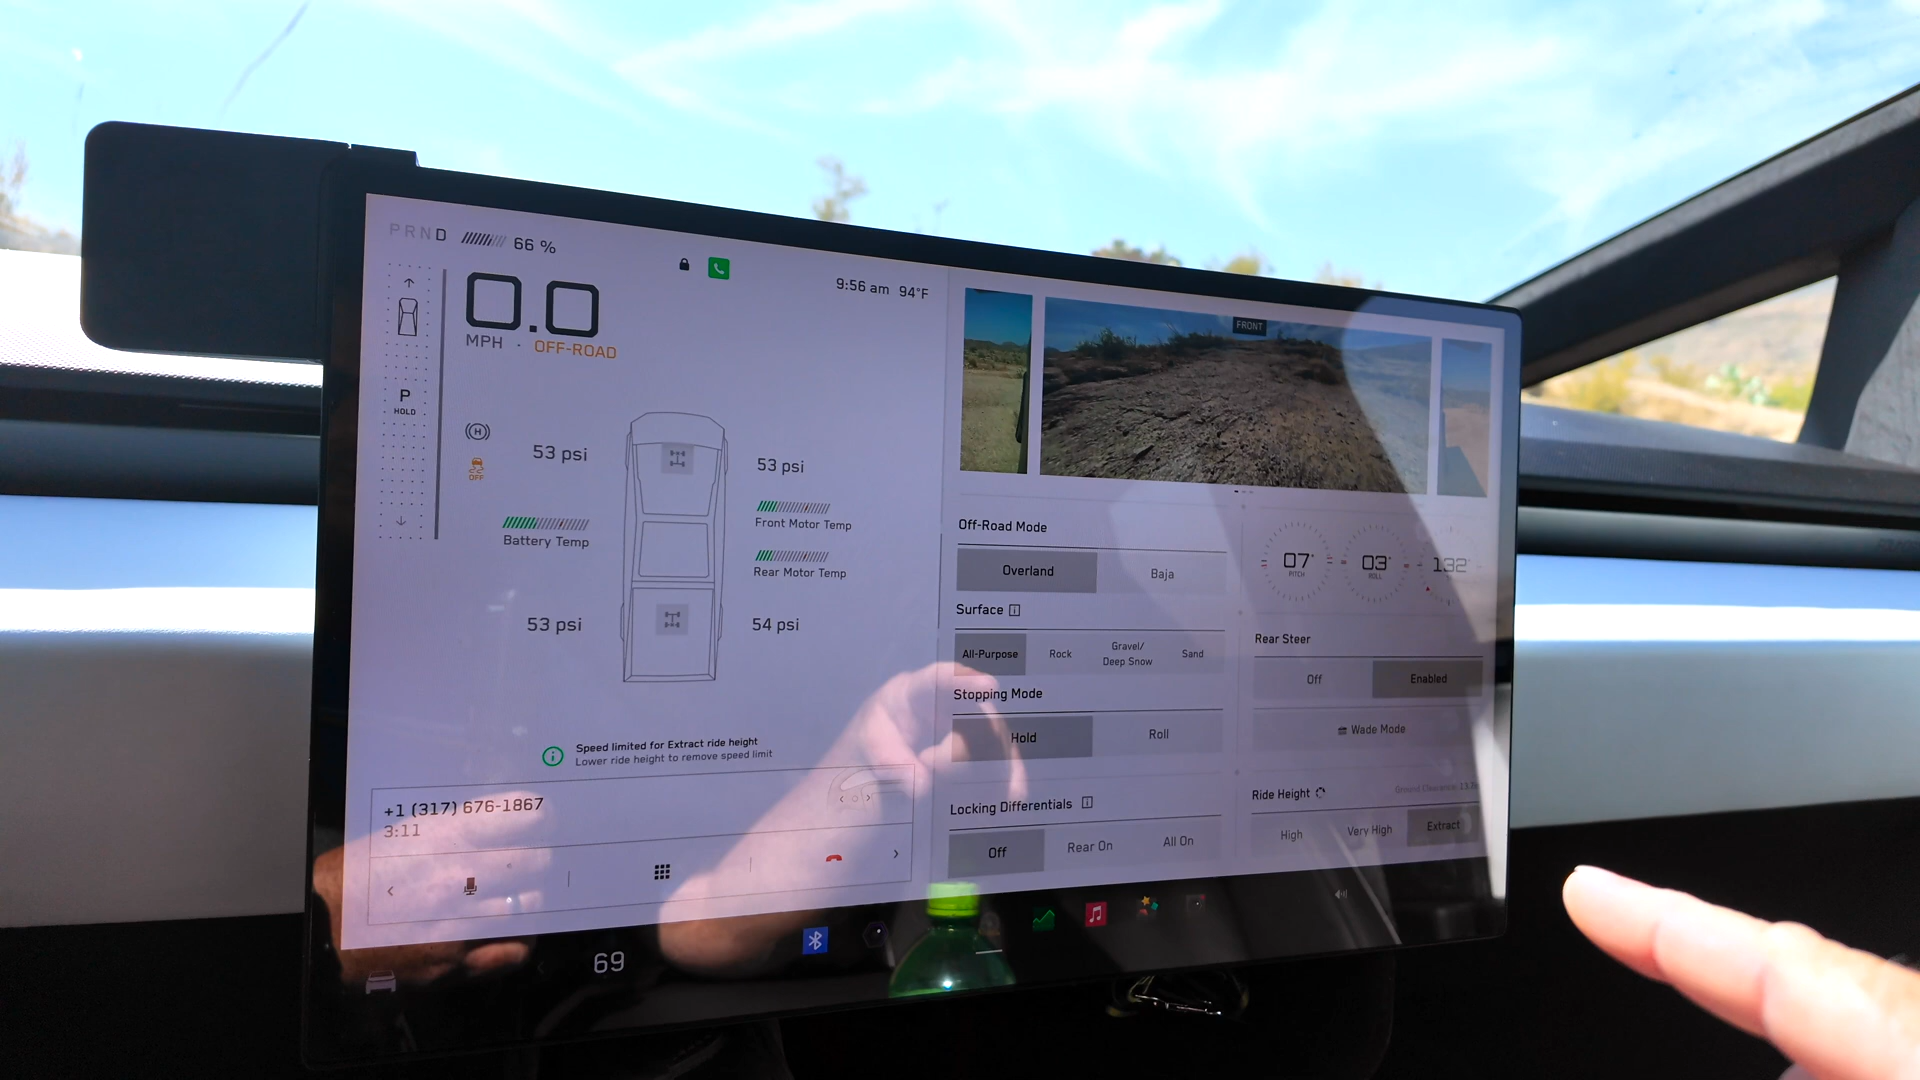 PRND 66 %
9:56 am 94°F
0.0
MPH · OFF-ROAD
P
HOLD
H
OFF
53 psi
53 psi
Battery Temp
Front Motor Temp
Rear Motor Temp
53 psi
54 psi
Speed limited for Extract ride height
Lower ride height to remove speed limit
+1 (317) 676-1867
3:11
69
FRONT
Off-Road Mode
Overland Baja
Surface
All-Purpose Rock Gravel/
Deep Snow Sand
Stopping Mode
Hold Roll
Locking Differentials
Off Rear On All On
07° 03° 132°
PITCH ROLL
Rear Steer
Off Enabled
Wade Mode
Ride Height
High Very High Extract